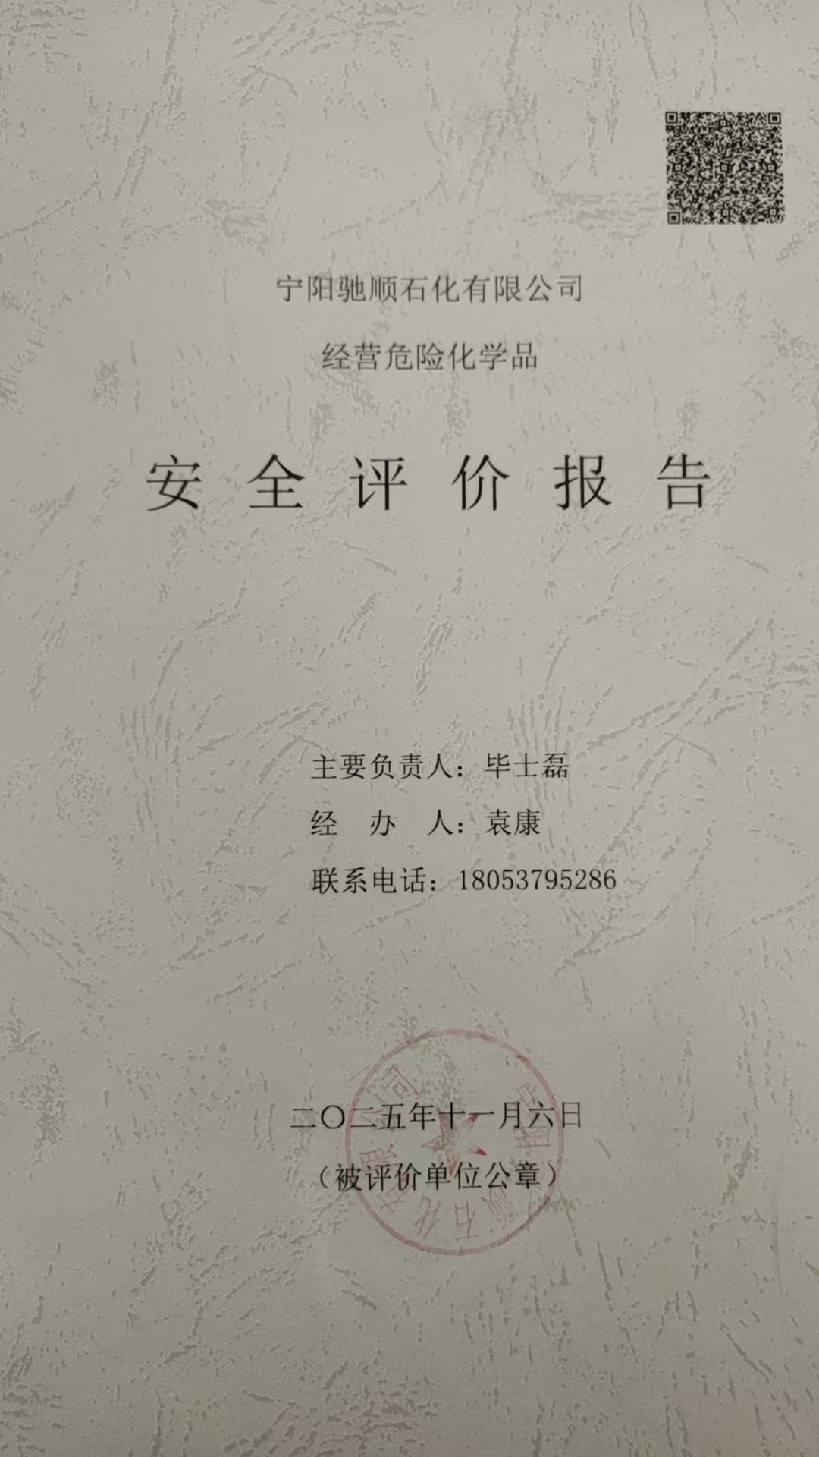 宁阳驰顺石化有限公司
经营危险化学品
安全评价报告
主要负责人：毕士磊
经 办 人：袁康
联系电话：18053795286
二〇二五年十一月六日
（被评价单位公章）